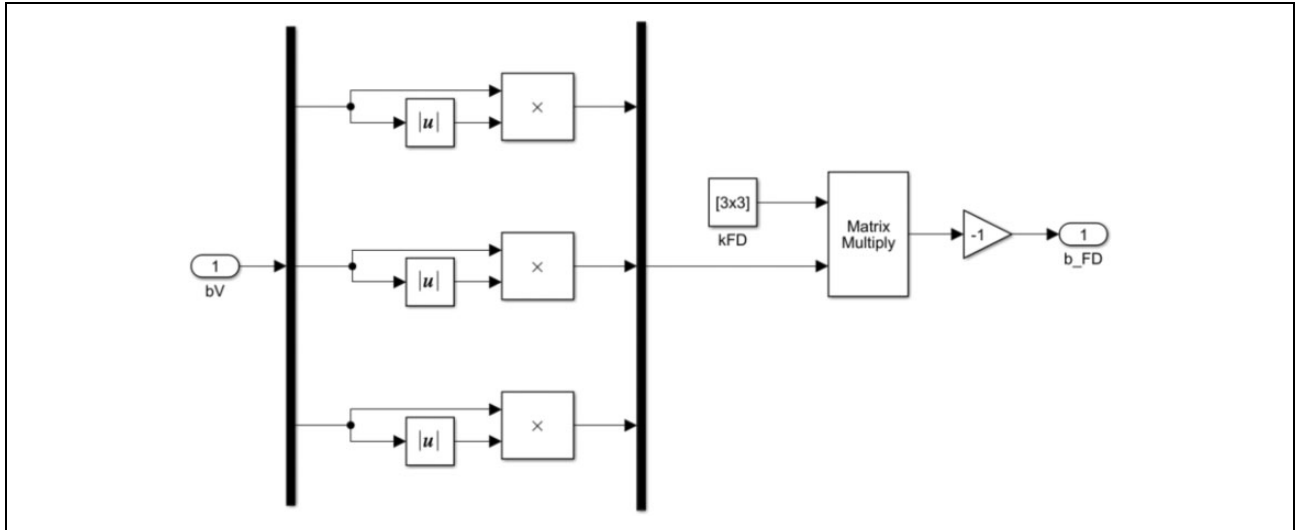 |u|
×
[3x3]
kFD
Matrix
Multiply
-1
1
b_FD
1
bV
|u|
×
|u|
×